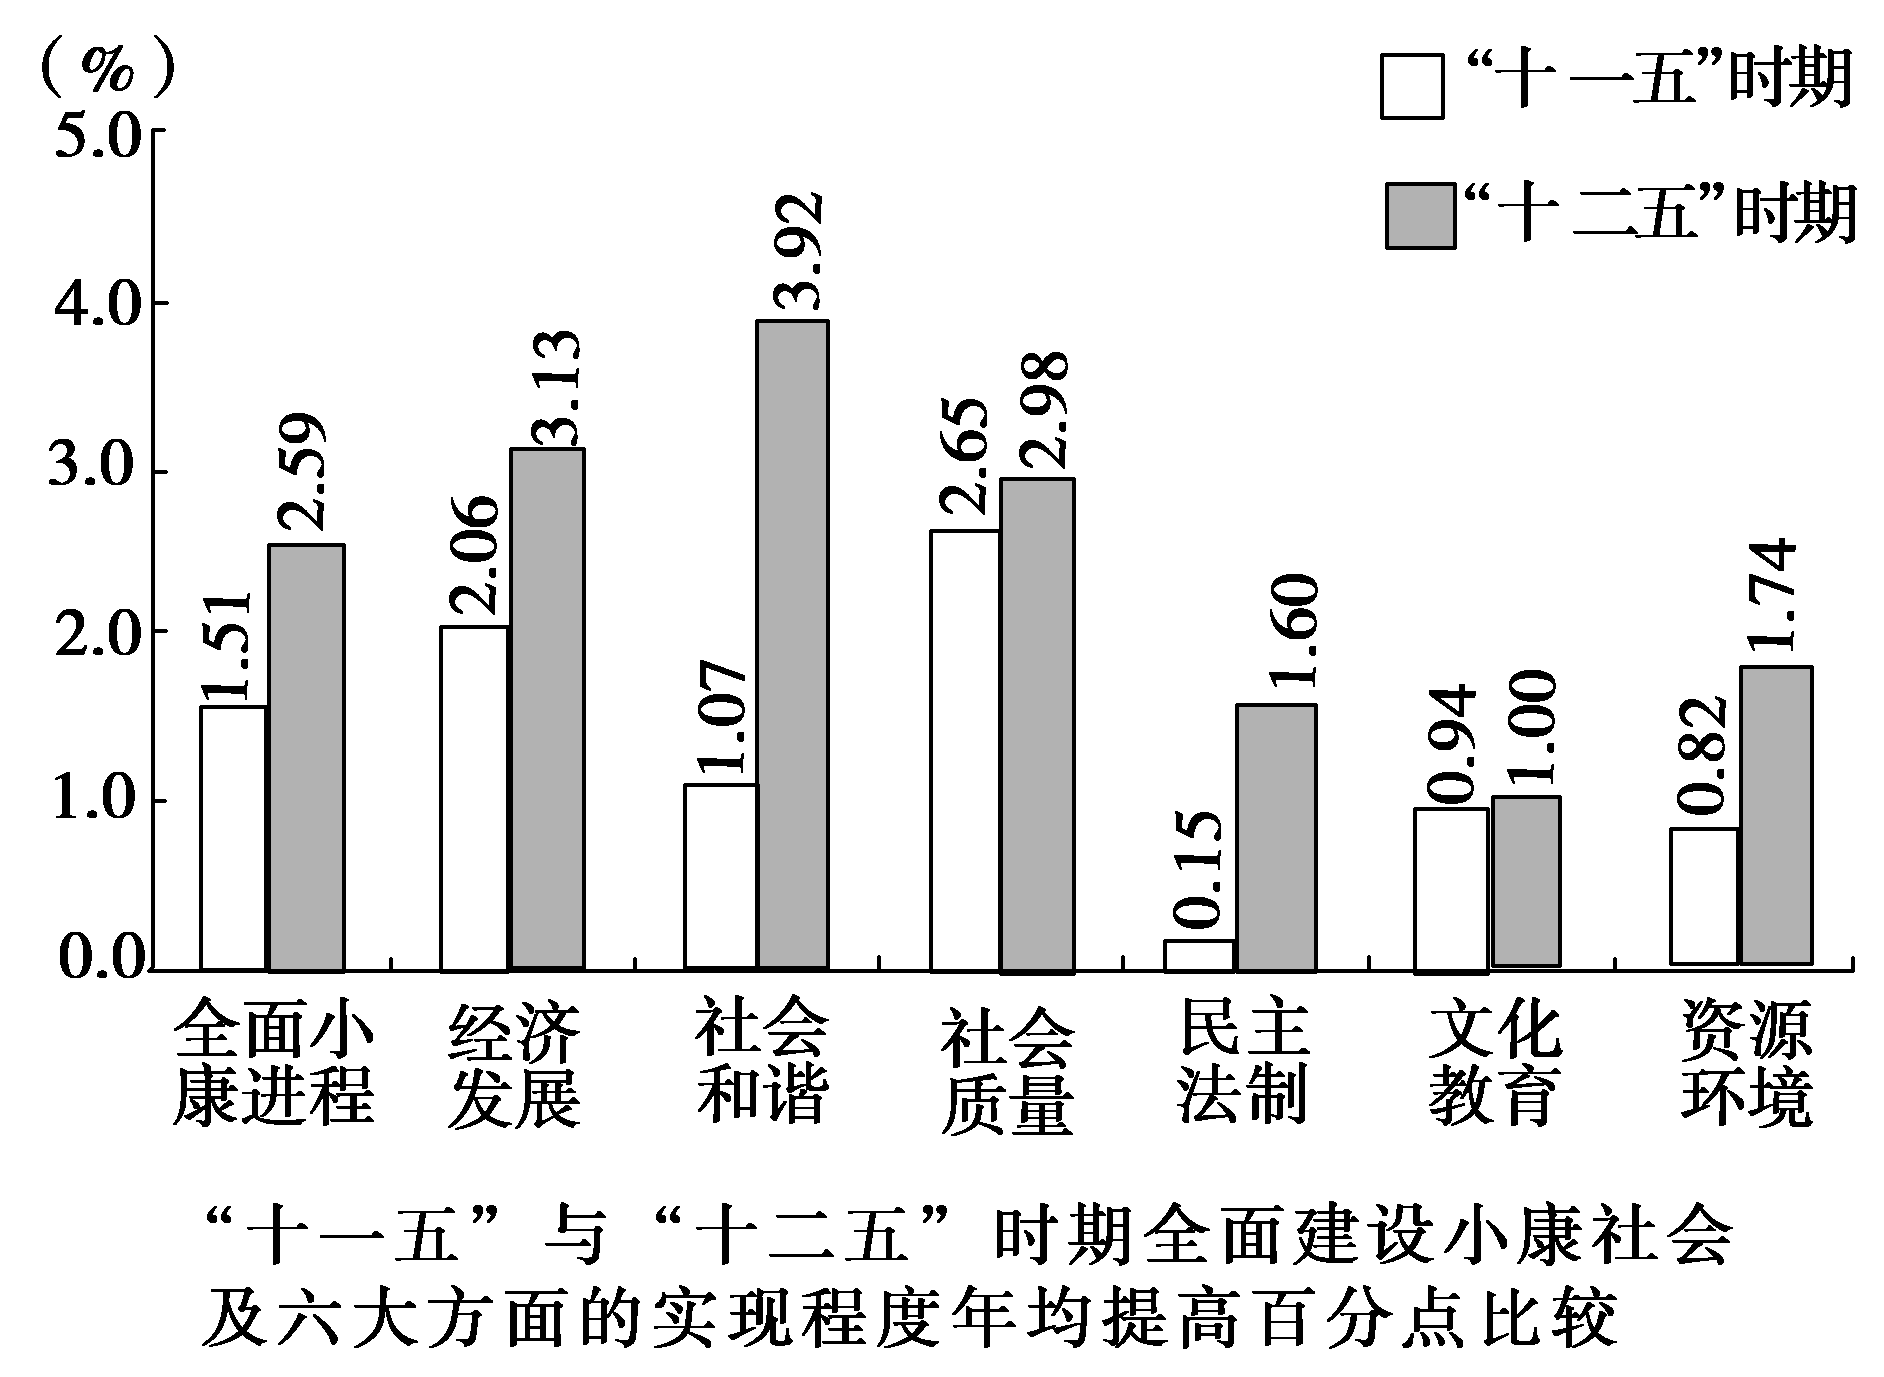 (%)
“十一五”时期
“十二五”时期
5.0
4.0
3.0
2.0
1.0
0.0
1.51
2.59
2.06
3.13
1.07
3.92
2.65
2.98
0.15
1.60
0.94
1.00
0.82
1.74
全面小
康进程
经济
发展
社会
和谐
社会
质量
民主
法制
文化
教育
资源
环境
“十一五”与“十二五”时期全面建设小康社会
及六大方面的实现程度年均提高百分点比较